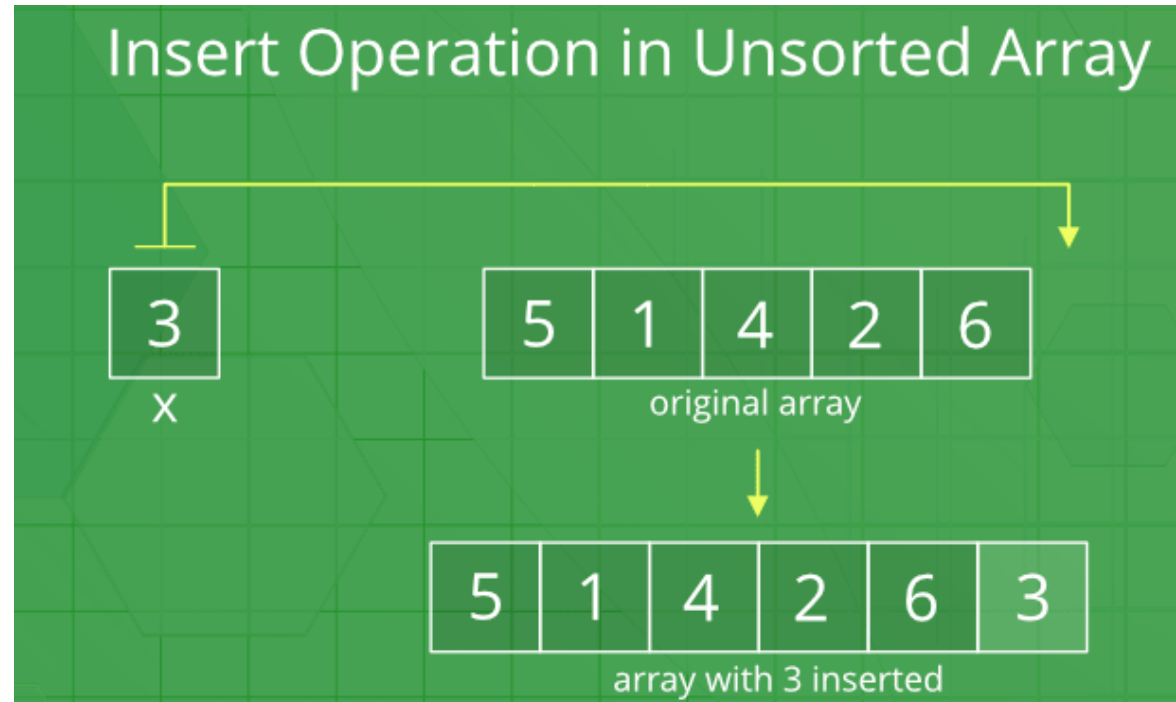 Insert Operation in Unsorted Array
3
5 1 4 2 6
x
original array
5 1 4 2 6 3
array with 3 inserted